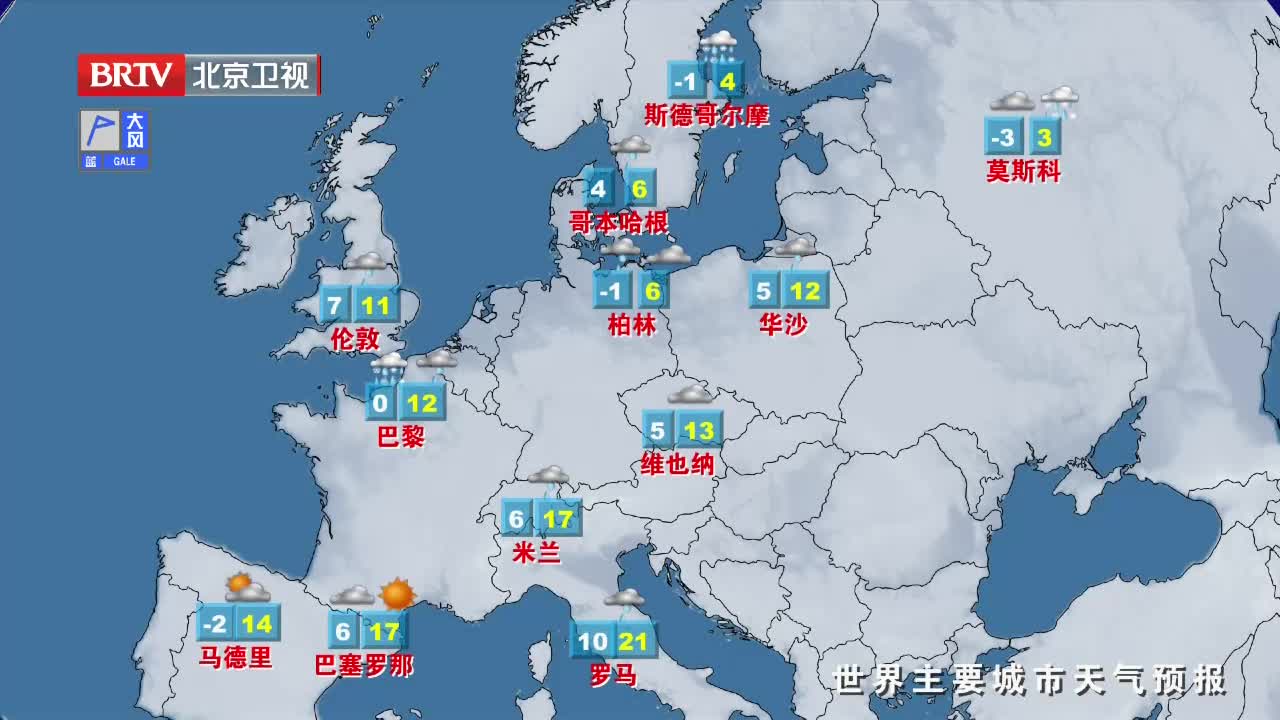 BRTV 北京卫视
大风
蓝 GALE
-1 4
斯德哥尔摩
-3 3
莫斯科
4 6
哥本哈根
-1 6
柏林
5 12
华沙
7 11
伦敦
0 12
巴黎
5 13
维也纳
6 17
米兰
-2 14
马德里
6 17
巴塞罗那
10 21
罗马
世界主要城市天气预报